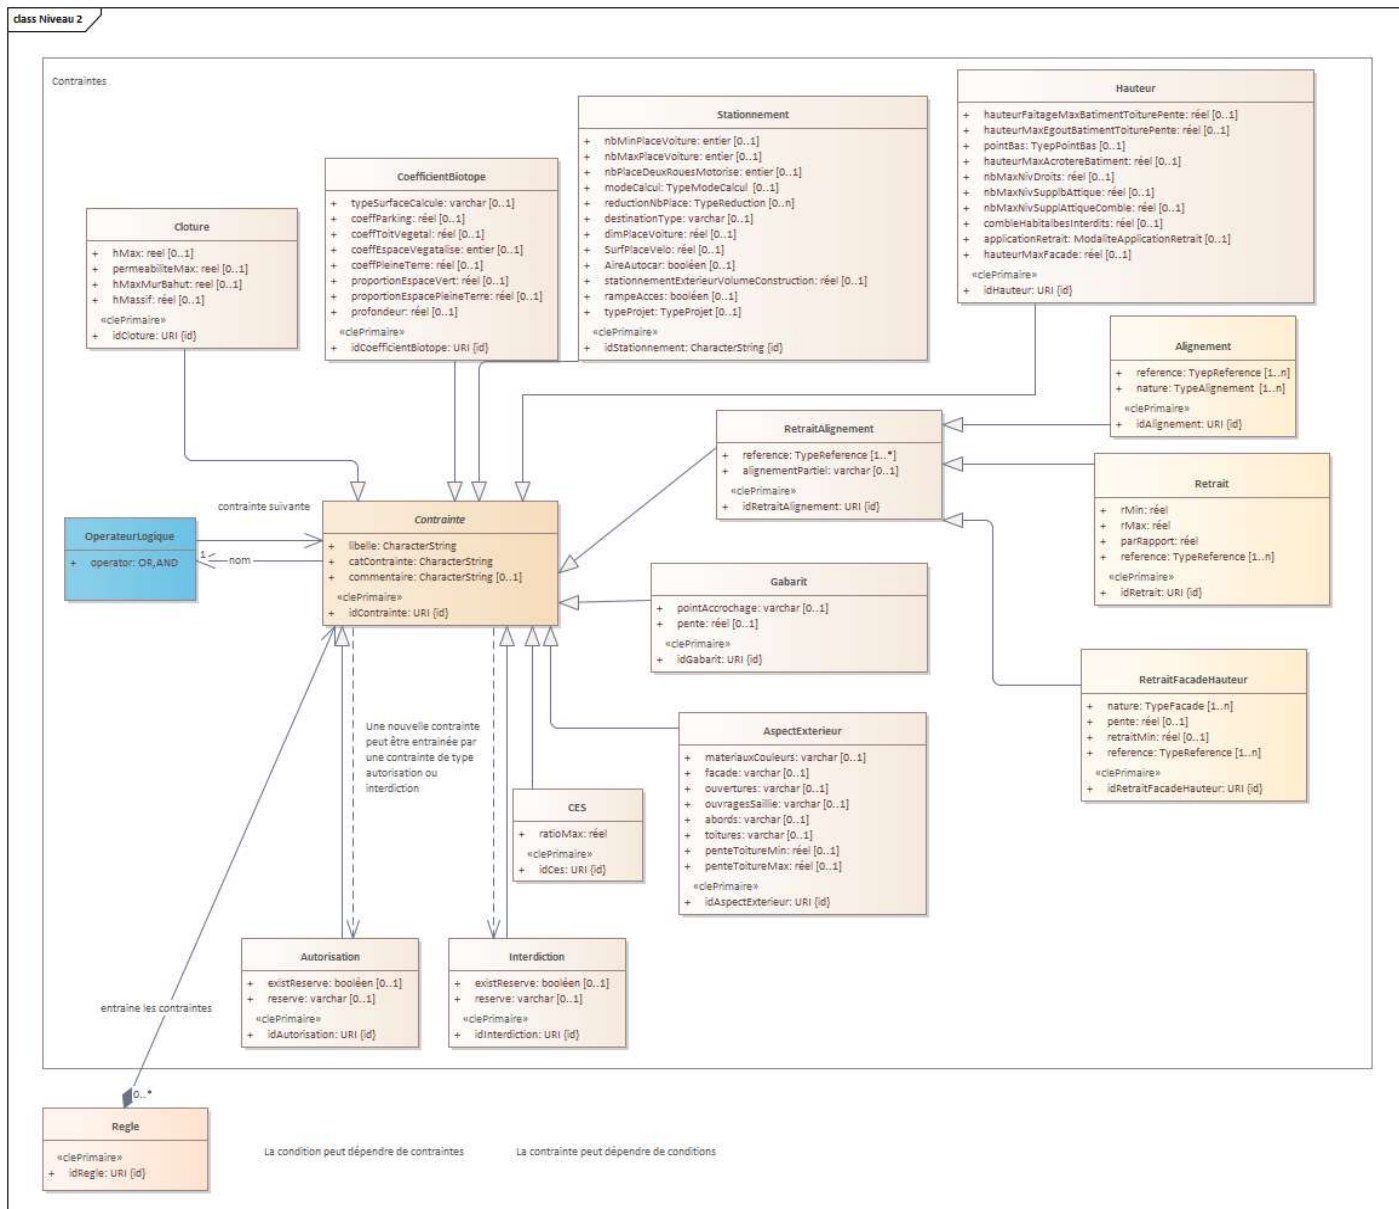 class Niveau 2
Contraintes
Cloture
+ hMax: reel [0..1]
+ permeabiliteMax: reel [0..1]
+ hMaxMurBahut: reel [0..1]
+ hMassif: réel [0..1]
«clePrimaire»
+ idCloture: URI {id}
CoefficientBiotope
+ typeSurfaceCalcule: varchar [0..1]
+ coeffParking: réel [0..1]
+ coeffToitVegetal: réel [0..1]
+ coeffEspaceVegatalise: entier [0..1]
+ coeffPleineTerre: réel [0..1]
+ proportionEspaceVert: réel [0..1]
+ proportionEspacePleineTerre: réel [0..1]
+ profondeur: réel [0..1]
«clePrimaire»
+ idCoefficientBiotope: URI {id}
Stationnement
+ nbMinPlaceVoiture: entier [0..1]
+ nbMaxPlaceVoiture: entier [0..1]
+ nbPlaceDeuxRouesMotorise: entier [0..1]
+ modeCalcul: TypeModeCalcul [0..1]
+ reductionNbPlace: TypeReduction [0..n]
+ destinationType: varchar [0..1]
+ dimPlaceVoiture: réel [0..1]
+ SurfPlaceVelo: réel [0..1]
+ AireAutocar: booléen [0..1]
+ stationnementExterieurVolumeConstruction: réel [0..1]
+ rampeAcces: booléen [0..1]
+ typeProjet: TypeProjet [0..1]
«clePrimaire»
+ idStationnement: CharacterString {id}
Hauteur
+ hauteurFaitageMaxBatimentToiturePente: réel [0..1]
+ hauteurMaxEgoutBatimentToiturePente: réel [0..1]
+ pointBas: TyepPointBas [0..1]
+ hauteurMaxAcrotereBatiment: réel [0..1]
+ nbMaxNivDroits: réel [0..1]
+ nbMaxNivSupplbAttique: réel [0..1]
+ nbMaxNivSupplAttiqueComble: réel [0..1]
+ combleHabitalbesInterdits: réel [0..1]
+ applicationRetrait: ModaliteApplicationRetrait [0..1]
+ hauteurMaxFacade: réel [0..1]
«clePrimaire»
+ idHauteur: URI {id}
Alignement
+ reference: TyepReference [1..n]
+ nature: TypeAlignement [1..n]
«clePrimaire»
+ idAlignement: URI {id}
RetraitAlignement
+ reference: TypeReference [1..*]
+ alignementPartiel: varchar [0..1]
«clePrimaire»
+ idRetraitAlignement: URI {id}
Retrait
+ rMin: réel
+ rMax: réel
+ parRapport: réel
+ reference: TypeReference [1..n]
«clePrimaire»
+ idRetrait: URI {id}
contrainte suivante
OperateurLogique
+ operator: OR,AND
1
nom
Contrainte
+ libelle: CharacterString
+ catContrainte: CharacterString
+ commentaire: CharacterString [0..1]
«clePrimaire»
+ idContrainte: URI {id}
Gabarit
+ pointAccrochage: varchar [0..1]
+ pente: réel [0..1]
«clePrimaire»
+ idGabarit: URI {id}
RetraitFacadeHauteur
+ nature: TypeFacade [1..n]
+ pente: réel [0..1]
+ retraitMin: réel [0..1]
+ reference: TypeReference [1..n]
«clePrimaire»
+ idRetraitFacadeHauteur: URI {id}
Une nouvelle contrainte
peut être entrainée par
une contrainte de type
autorisation ou
interdiction
AspectExterieur
+ materiauxCouleurs: varchar [0..1]
+ facade: varchar [0..1]
+ ouvertures: varchar [0..1]
+ ouvragesSaillie: varchar [0..1]
+ abords: varchar [0..1]
+ toitures: varchar [0..1]
+ penteToitureMin: réel [0..1]
+ penteToitureMax: réel [0..1]
«clePrimaire»
+ idAspectExterieur: URI {id}
CES
+ ratioMax: réel
«clePrimaire»
+ idCes: URI {id}
Autorisation
+ existReserve: booléen [0..1]
+ reserve: varchar [0..1]
«clePrimaire»
+ idAutorisation: URI {id}
Interdiction
+ existReserve: booléen [0..1]
+ reserve: varchar [0..1]
«clePrimaire»
+ idInterdiction: URI {id}
entraine les contraintes
0..*
Regle
«clePrimaire»
+ idRegle: URI {id}
La condition peut dépendre de contraintes
La contrainte peut dépendre de conditions